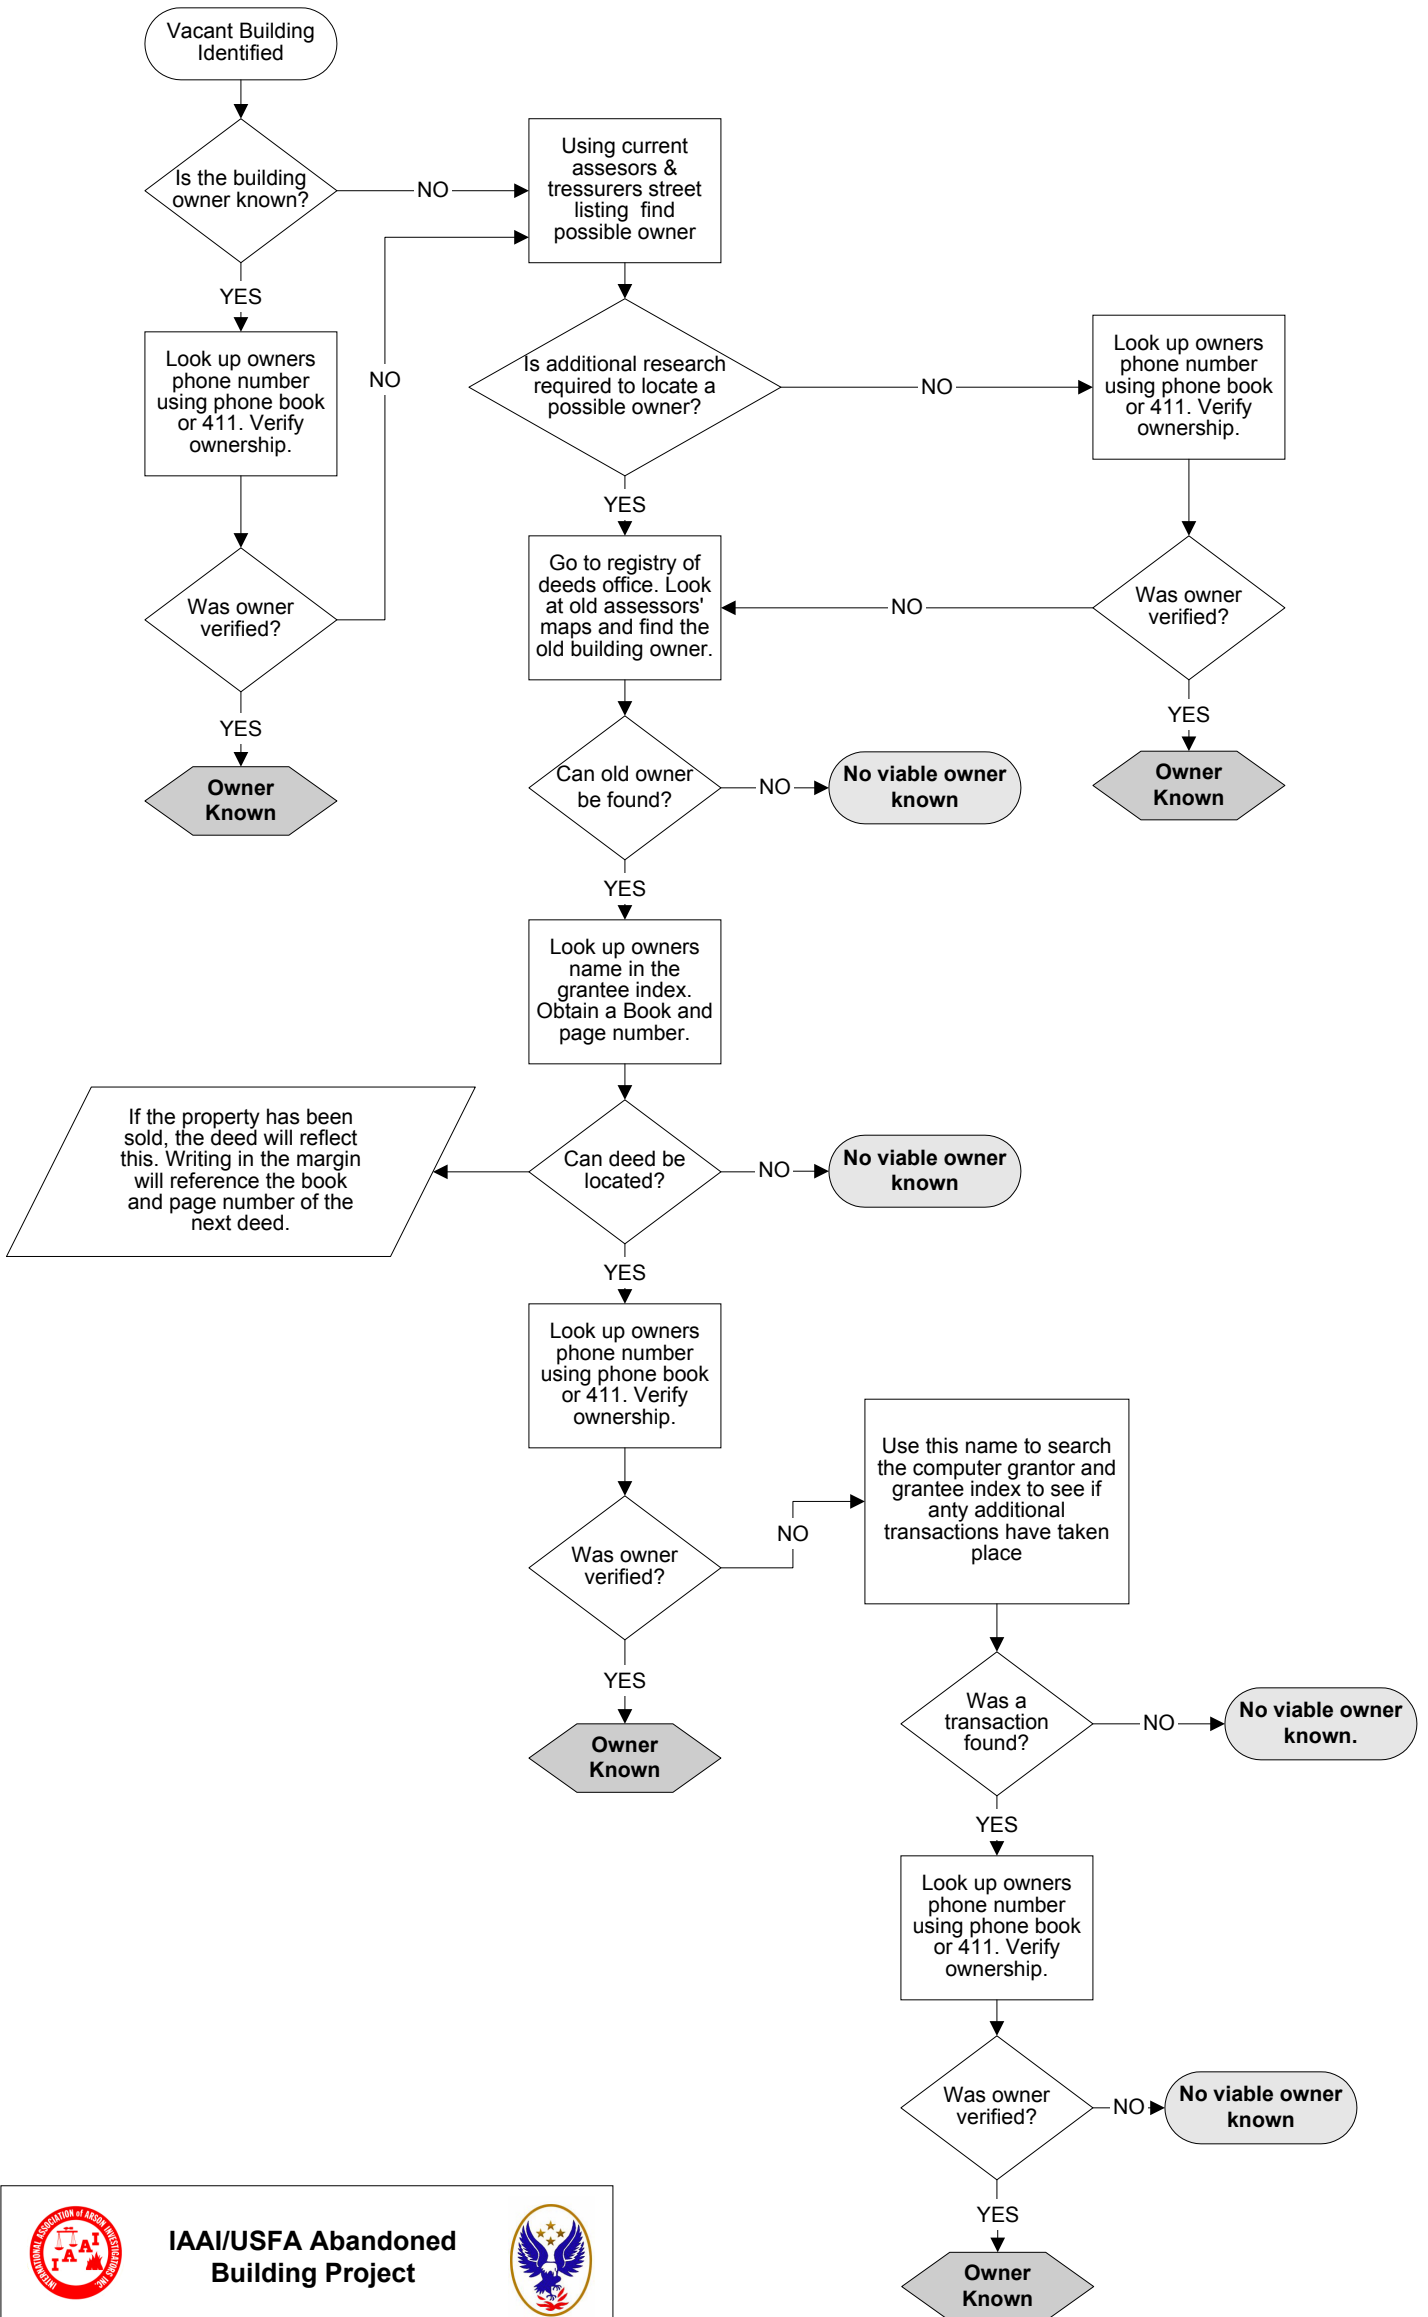 Vacant Building
Identified
Is the building
owner known?
NO
Using current
assesors &
tressurers street
listing find
possible owner
YES
Look up owners
phone number
using phone book
or 411. Verify
ownership.
NO
Is additional research
required to locate a
possible owner?
NO
Look up owners
phone number
using phone book
or 411. Verify
ownership.
YES
Was owner
verified?
Go to registry of
deeds office. Look
at old assessors'
maps and find the
old building owner.
NO
Was owner
verified?
YES
Owner
Known
YES
Owner
Known
Can old owner
be found?
NO
No viable owner
known
YES
Look up owners
name in the
grantee index.
Obtain a Book and
page number.
If the property has been
sold, the deed will reflect
this. Writing in the margin
will reference the book
and page number of the
next deed.
Can deed be
located?
NO
No viable owner
known
YES
Look up owners
phone number
using phone book
or 411. Verify
ownership.
Was owner
verified?
NO
Use this name to search
the computer grantor and
grantee index to see if
anty additional
transactions have taken
place
YES
Owner
Known
Was a
transaction
found?
NO
No viable owner
known.
YES
Look up owners
phone number
using phone book
or 411. Verify
ownership.
Was owner
verified?
NO
No viable owner
known
YES
Owner
Known
INTERNATIONAL ASSOCIATION of ARSON INVESTIGATORS INC.
IAAI
IAAI/USFA Abandoned
Building Project